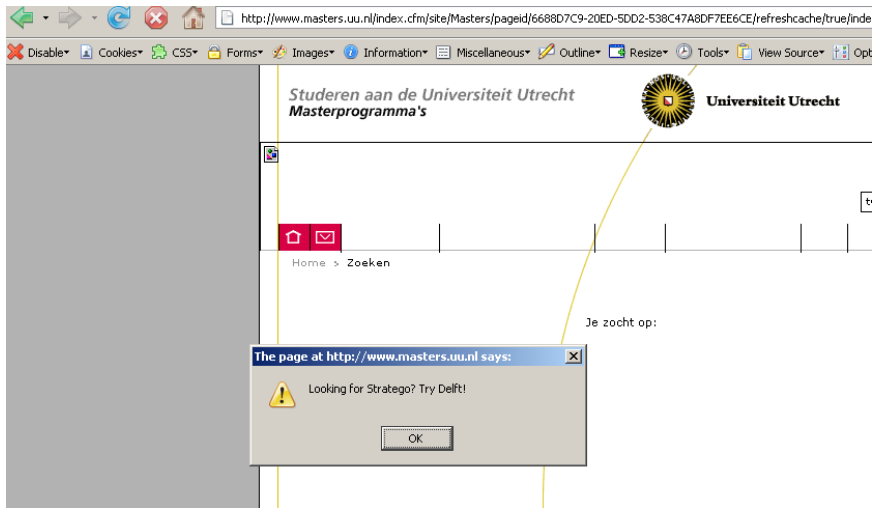 http://www.masters.uu.nl/index.cfm/site/Masters/pageid/6688D7C9-20ED-5DD2-538C47A8DF7EE6CE/refreshcache/true/inde
Disable Cookies CSS Forms Images Information Miscellaneous Outline Resize Tools View Source Opt
Studeren aan de Universiteit Utrecht
Masterprogramma's
Universiteit Utrecht
Home > Zoeken
Je zocht op:
The page at http://www.masters.uu.nl says:
Looking for Stratego? Try Delft!
OK